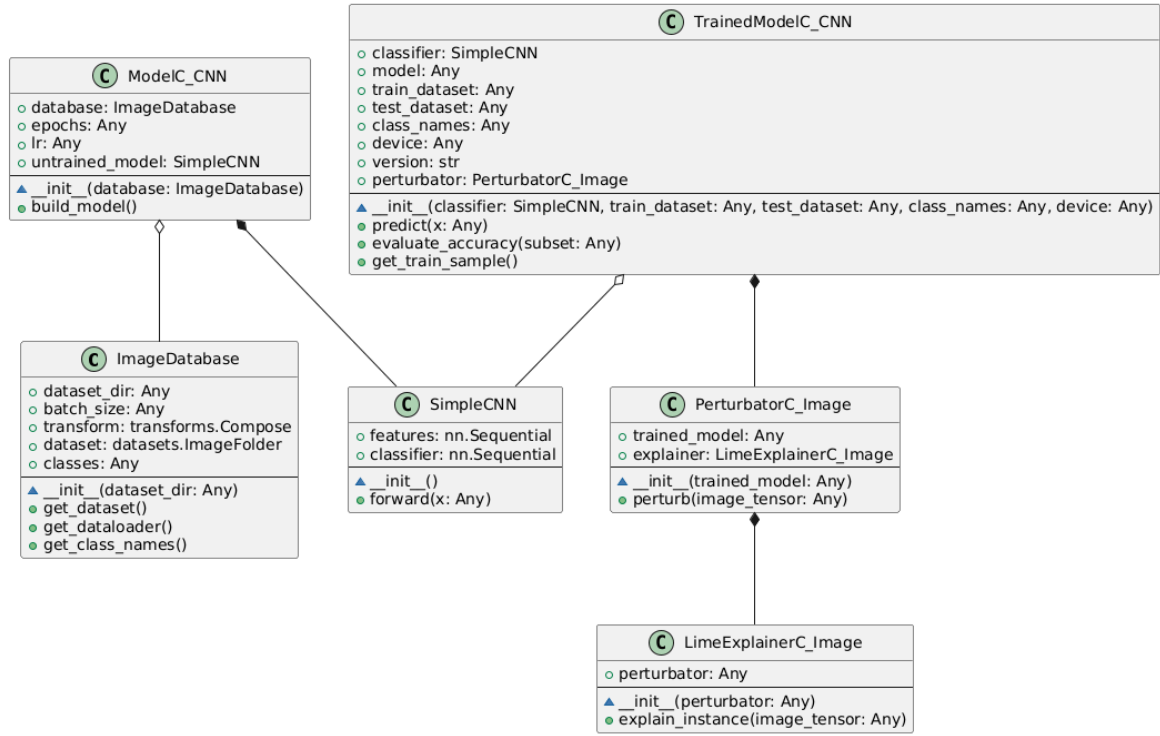 C ModelC_CNN
database: ImageDatabase
epochs: Any
lr: Any
untrained_model: SimpleCNN
__init__(database: ImageDatabase)
build_model()
C TrainedModelC_CNN
classifier: SimpleCNN
model: Any
train_dataset: Any
test_dataset: Any
class_names: Any
device: Any
version: str
perturbator: PerturbatorC_Image
__init__(classifier: SimpleCNN, train_dataset: Any, test_dataset: Any, class_names: Any, device: Any)
predict(x: Any)
evaluate_accuracy(subset: Any)
get_train_sample()
C ImageDatabase
dataset_dir: Any
batch_size: Any
transform: transforms.Compose
dataset: datasets.ImageFolder
classes: Any
__init__(dataset_dir: Any)
get_dataset()
get_dataloader()
get_class_names()
C SimpleCNN
features: nn.Sequential
classifier: nn.Sequential
__init__()
forward(x: Any)
C PerturbatorC_Image
trained_model: Any
explainer: LimeExplainerC_Image
__init__(trained_model: Any)
perturb(image_tensor: Any)
C LimeExplainerC_Image
perturbator: Any
__init__(perturbator: Any)
explain_instance(image_tensor: Any)